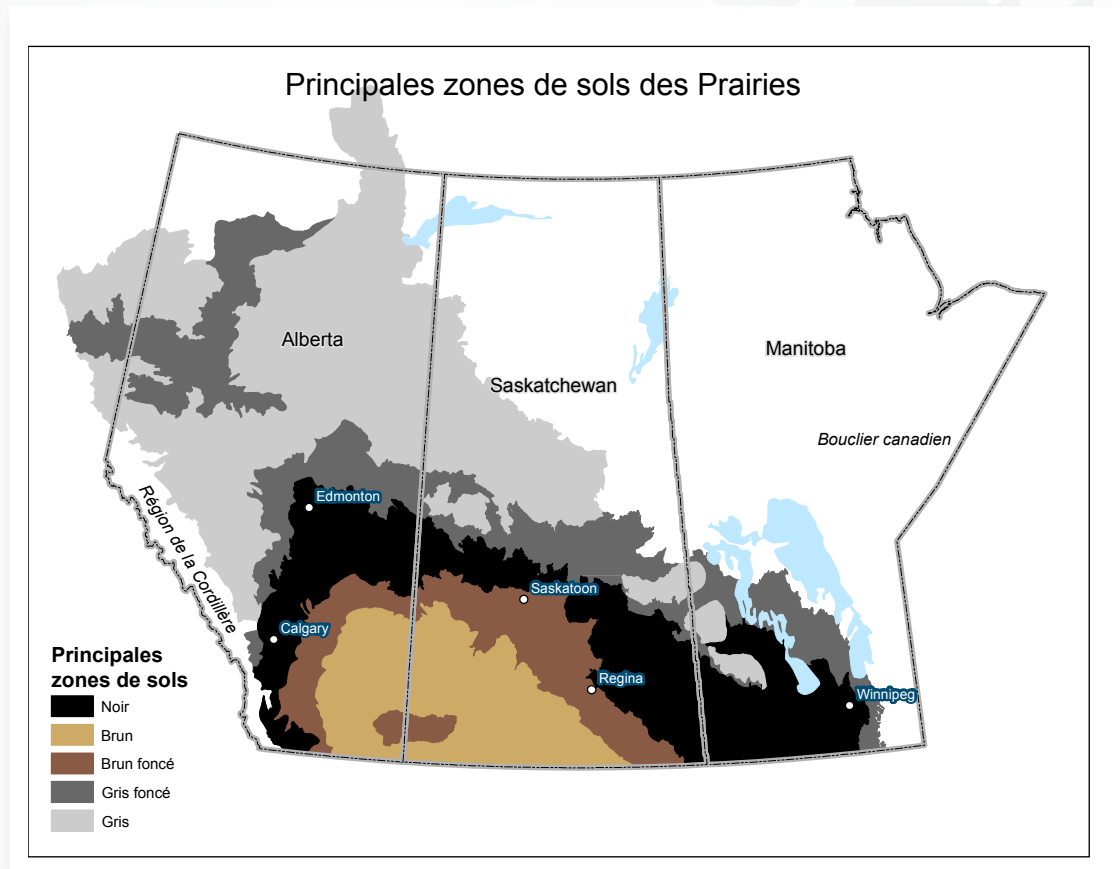 Principales zones de sols des Prairies
Alberta
Saskatchewan
Manitoba
Bouclier canadien
Région de la Cordillère
Edmonton
Saskatoon
Calgary
Regina
Winnipeg
Principales
zones de sols
Noir
Brun
Brun foncé
Gris foncé
Gris